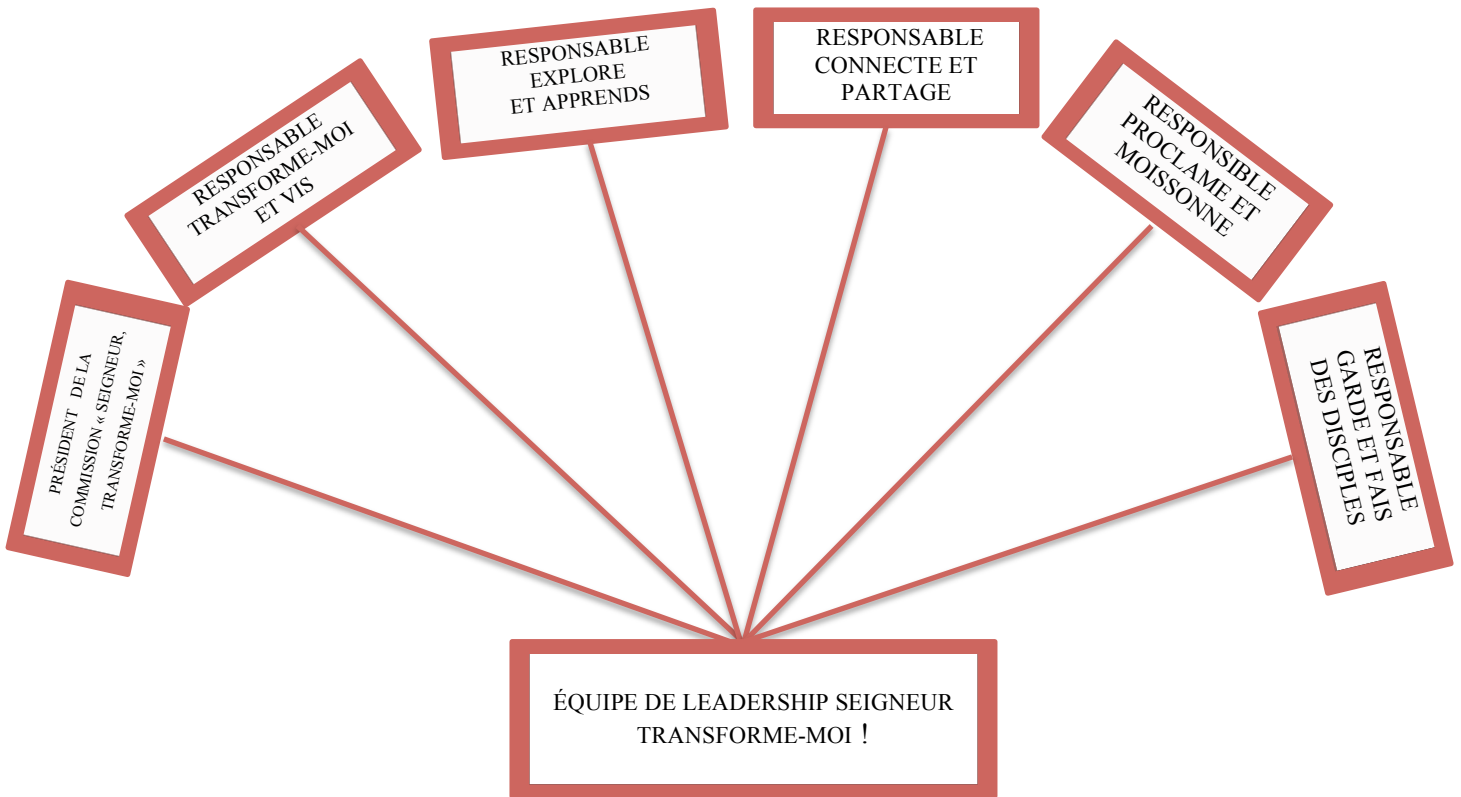 PRÉSIDENT DE LA
COMMISSION « SEIGNEUR,
TRANSFORME-MOI »
RESPONSABLE
TRANSFORME-MOI
ET VIS
RESPONSABLE
EXPLORE
ET APPRENDS
RESPONSABLE
CONNECTE ET
PARTAGE
RESPONSIBLE
PROCLAME ET
MOISSONNE
RESPONSABLE
GARDE ET FAIS
DES DISCIPLES
ÉQUIPE DE LEADERSHIP SEIGNEUR
TRANSFORME-MOI !